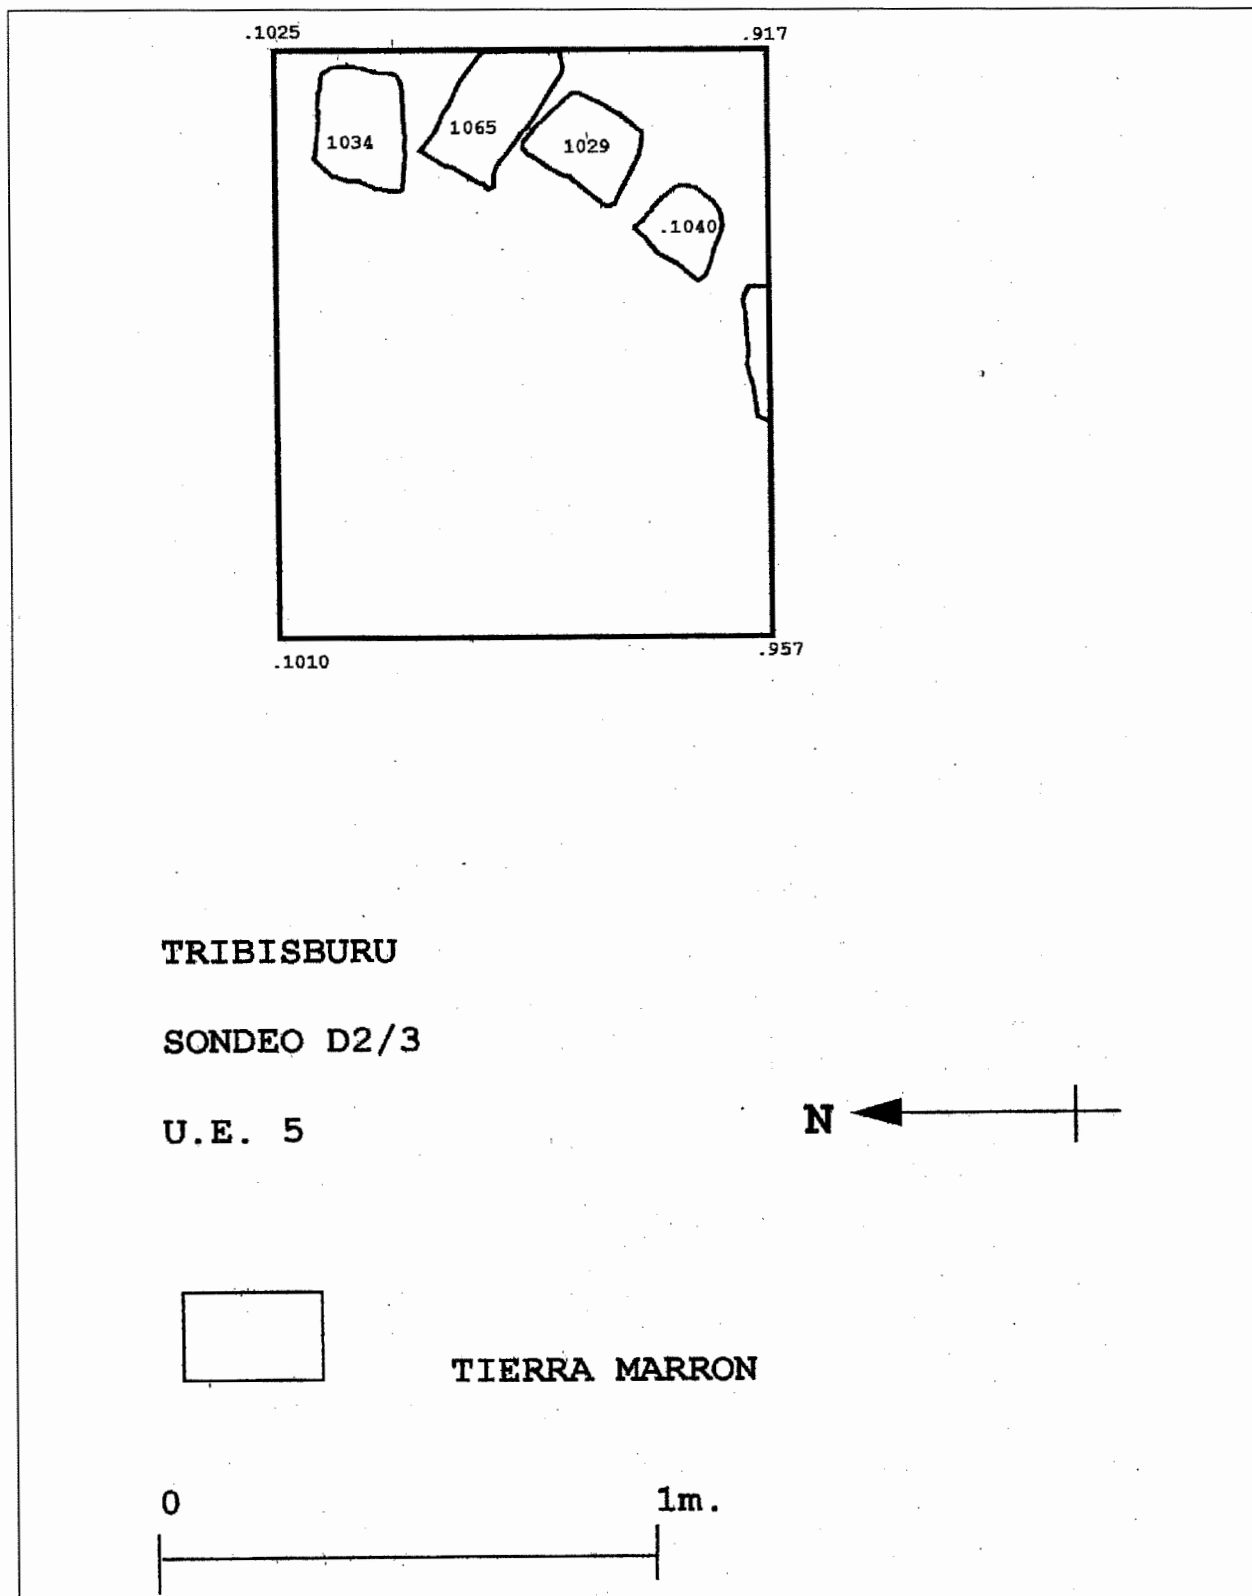 .1025 .917
1034 1065 1029
.1040
.1010 .957
TRIBISBURU
SONDEO D2/3
U.E. 5
N
TIERRA MARRON
0 1m.